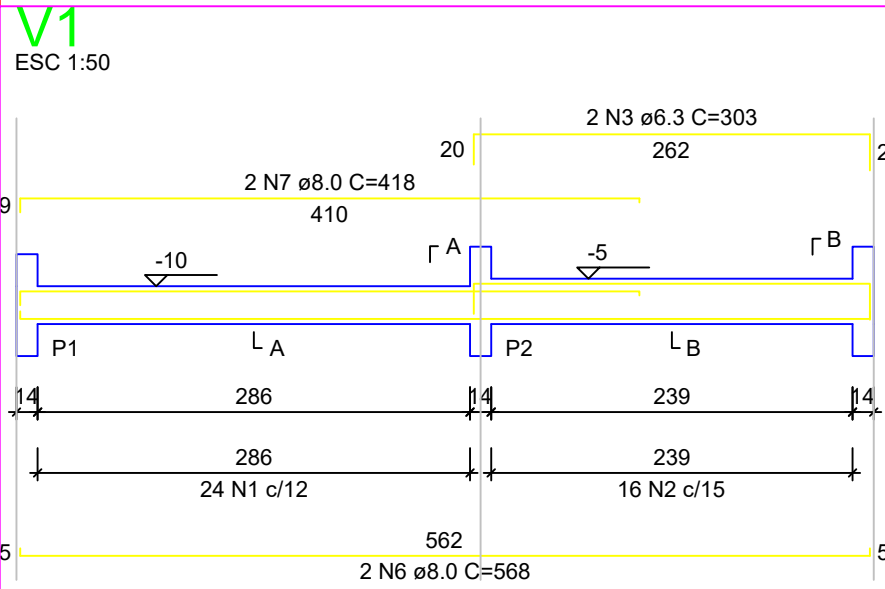 V1
ESC 1:50
2 N3 ø6.3 C=303
20 262 2
2 N7 ø8.0 C=418
9 410
A B
-10 -5
P1 A P2 B
14 286 14 239 14
286 239
24 N1 c/12 16 N2 c/15
5 562 5
2 N6 ø8.0 C=568